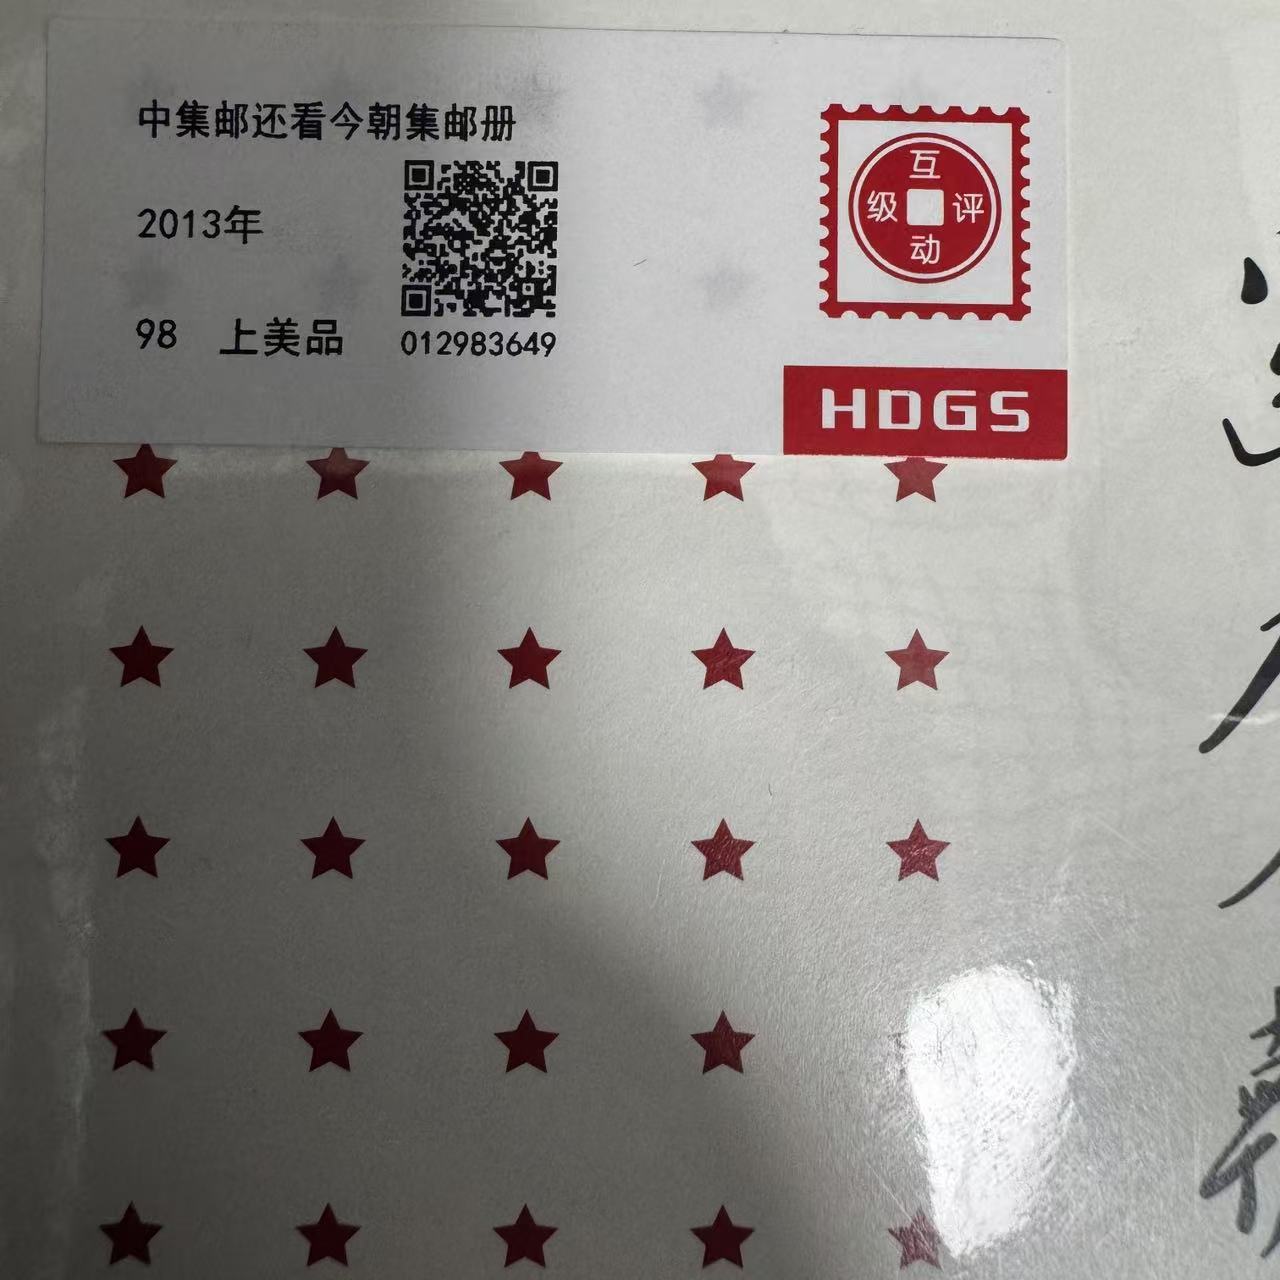 中集邮还看今朝集邮册
2013年
98 上美品
012983649
互
级 评
动
HDGS